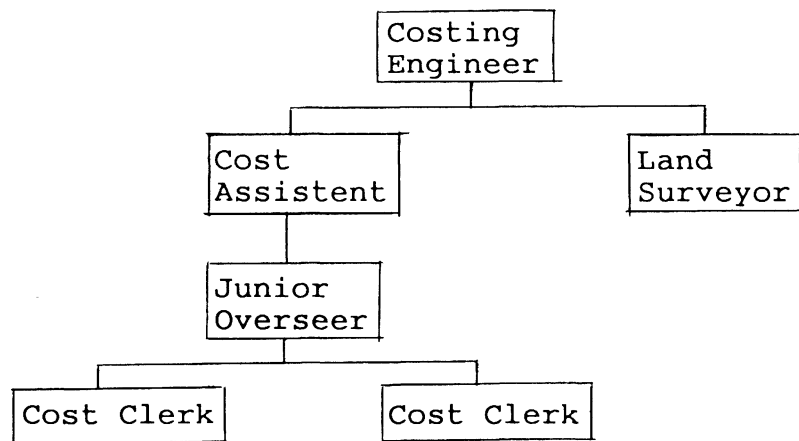 Costing
Engineer
Cost
Assistent
Land
Surveyor
Junior
Overseer
Cost Clerk
Cost Clerk